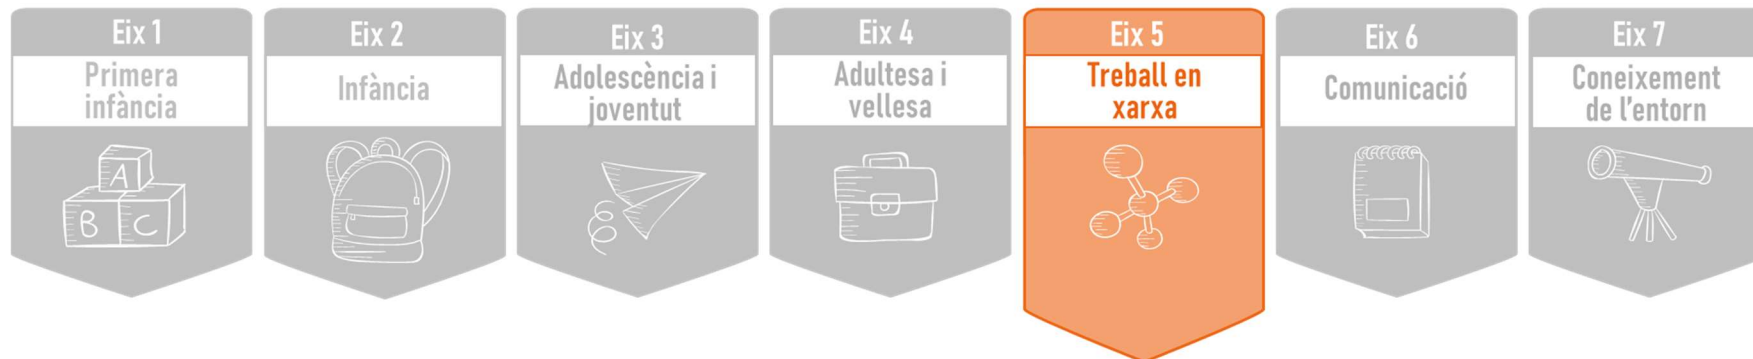 Eix 1
Primera
infància
A
B C
Eix 2
Infància
Eix 3
Adolescència i
joventut
Eix 4
Adultesa i
vellesa
Eix 5
Treball en
xarxa
Eix 6
Comunicació
Eix 7
Coneixement
de l'entorn